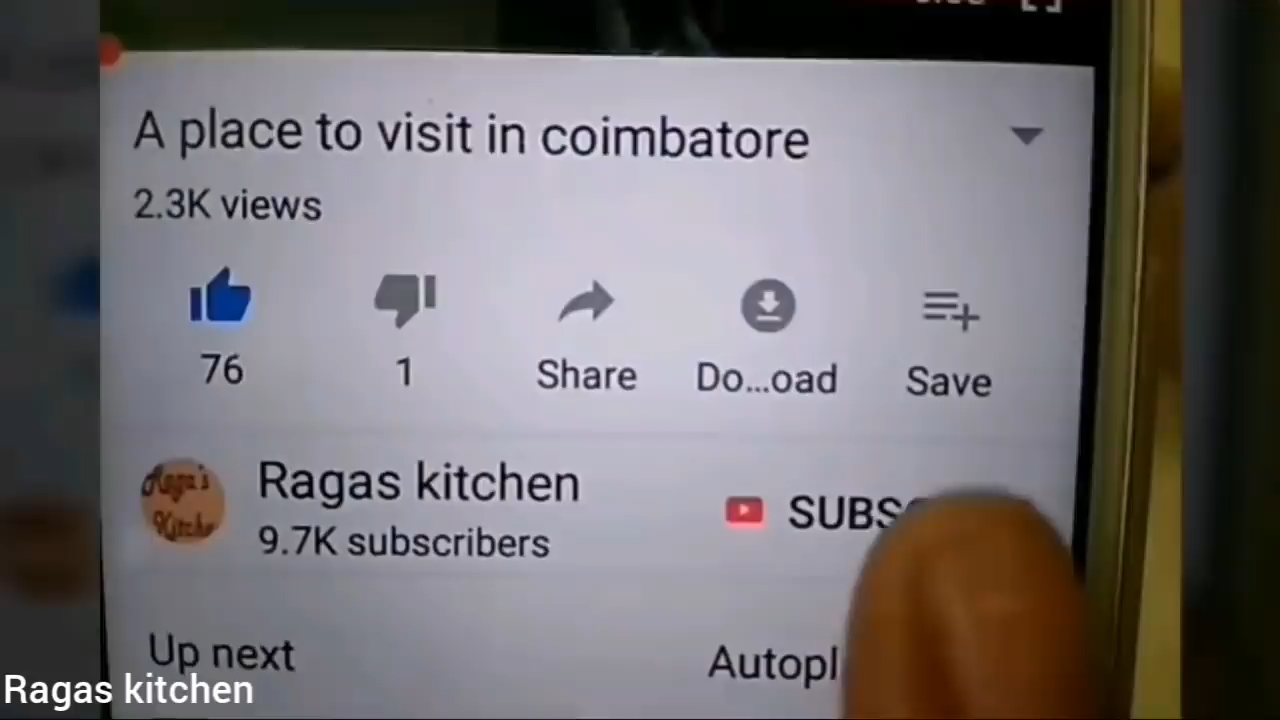 A place to visit in coimbatore
2.3K views
76
1
Share
Do...oad
Save
Raga's
Ragas kitchen
9.7K subscribers
SUBS
Up next
Autopl
Ragas kitchen